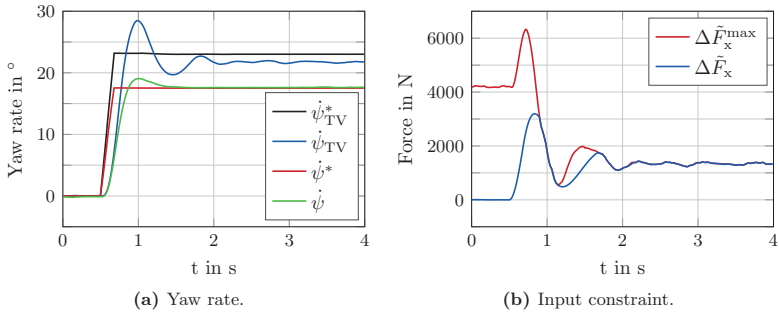 30
20
10
0
0
1
2
3
4
Yaw rate in °
t in s
ψ̇*TV
ψ̇TV
ψ̇*
ψ̇
(a) Yaw rate.
6000
4000
2000
0
0
1
2
3
4
Force in N
t in s
ΔF̃x^max
ΔF̃x
(b) Input constraint.